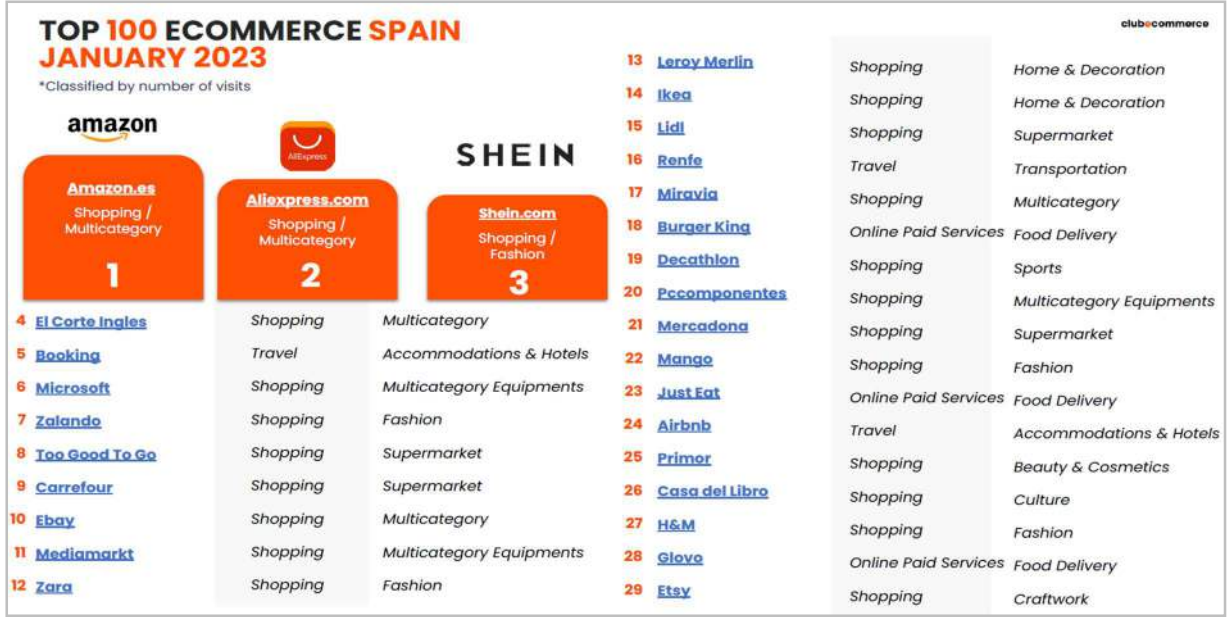 TOP 100 ECOMMERCE SPAIN
JANUARY 2023
*Classified by number of visits
clubecommerce
amazon
Amazon.es
Shopping /
Multicategory
1
AliExpress
Aliexpress.com
Shopping /
Multicategory
2
SHEIN
Shein.com
Shopping /
Fashion
3
4 El Corte Ingles Shopping Multicategory
5 Booking Travel Accommodations & Hotels
6 Microsoft Shopping Multicategory Equipments
7 Zalando Shopping Fashion
8 Too Good To Go Shopping Supermarket
9 Carrefour Shopping Supermarket
10 Ebay Shopping Multicategory
11 Mediamarkt Shopping Multicategory Equipments
12 Zara Shopping Fashion
13 Leroy Merlin Shopping Home & Decoration
14 Ikea Shopping Home & Decoration
15 Lidl Shopping Supermarket
16 Renfe Travel Transportation
17 Miravia Shopping Multicategory
18 Burger King Online Paid Services Food Delivery
19 Decathlon Shopping Sports
20 Pccomponentes Shopping Multicategory Equipments
21 Mercadona Shopping Supermarket
22 Mango Shopping Fashion
23 Just Eat Online Paid Services Food Delivery
24 Airbnb Travel Accommodations & Hotels
25 Primor Shopping Beauty & Cosmetics
26 Casa del Libro Shopping Culture
27 H&M Shopping Fashion
28 Glovo Online Paid Services Food Delivery
29 Etsy Shopping Craftwork